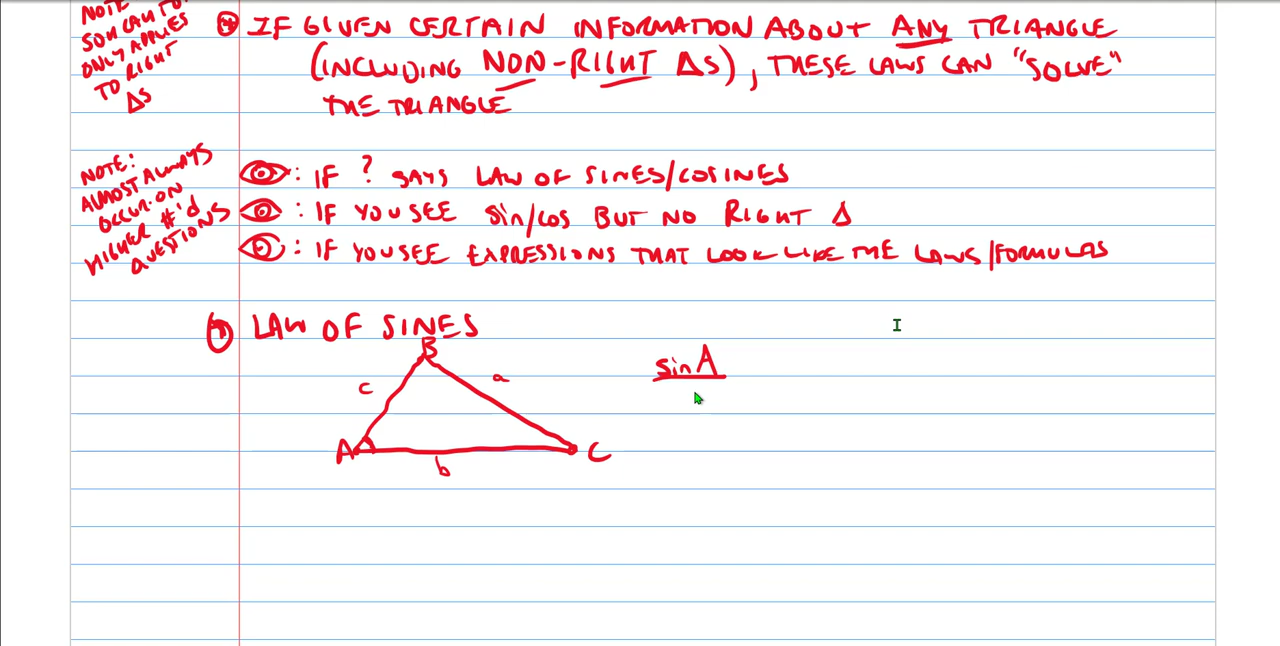 NOTE
SOH CAH TOA
ONLY APPLIES
TO RIGHT
Δs
IF GIVEN CERTAIN INFORMATION ABOUT ANY TRIANGLE
(INCLUDING NON-RIGHT Δs), THESE LAWS CAN "SOLVE"
THE TRIANGLE
NOTE:
ALMOST ALWAYS
OCCUR ON
HIGHER #'d
QUESTIONS
: IF ? SAYS LAW OF SINES/COSINES
: IF YOU SEE sin/cos BUT NO RIGHT Δ
: IF YOU SEE EXPRESSIONS THAT LOOK LIKE THE LAWS/FORMULAS
① LAW OF SINES
B
c
a
A
b
C
sin A